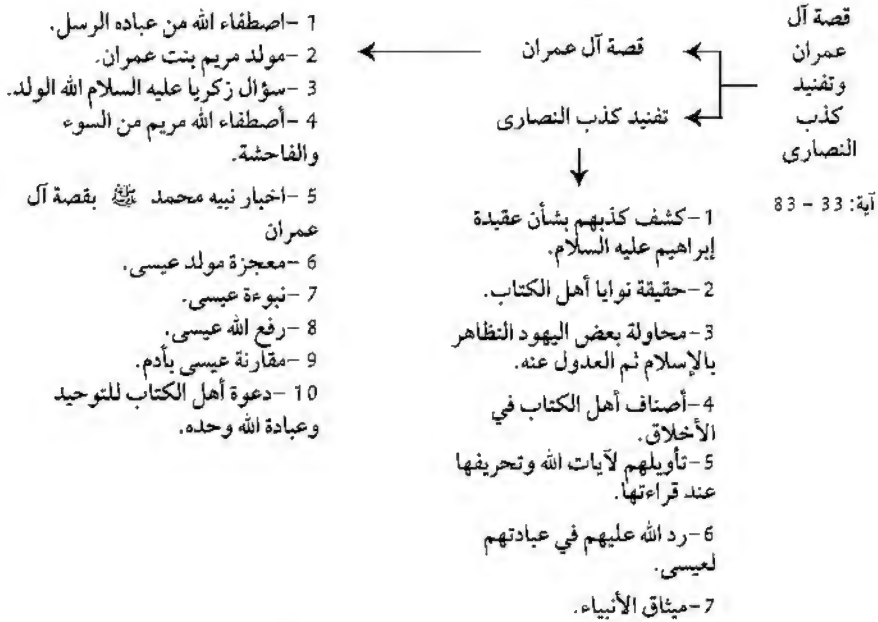 قصة آل
عمران
وتفنيد
كذب
النصارى
آية: 33 – 83
قصة آل عمران
تفنيد كذب النصارى
1 –اصطفاء الله من عباده الرسل.
2 –مولد مريم بنت عمران.
3 –سؤال زكريا عليه السلام الله الولد.
4 –أصطفاء الله مريم من السوء
والفاحشة.
5 –اخبار نبيه محمد ﷺ بقصة آل
عمران
6 –معجزة مولد عيسى.
7 –نبوءة عيسى.
8 –رفع الله عيسى.
9 –مقارنة عيسى بأدم.
10 –دعوة أهل الكتاب للتوحيد
وعبادة الله وحده.
1–كشف كذبهم بشأن عقيدة
إبراهيم عليه السلام.
2–حقيقة نوايا أهل الكتاب.
3–محاولة بعض اليهود التظاهر
بالإسلام ثم العدول عنه.
4–أصناف أهل الكتاب في
الأخلاق.
5–تأويلهم لآيات الله وتحريفها
عند قراءتها.
6–رد الله عليهم في عبادتهم
لعيسى.
7–ميثاق الأنبياء.